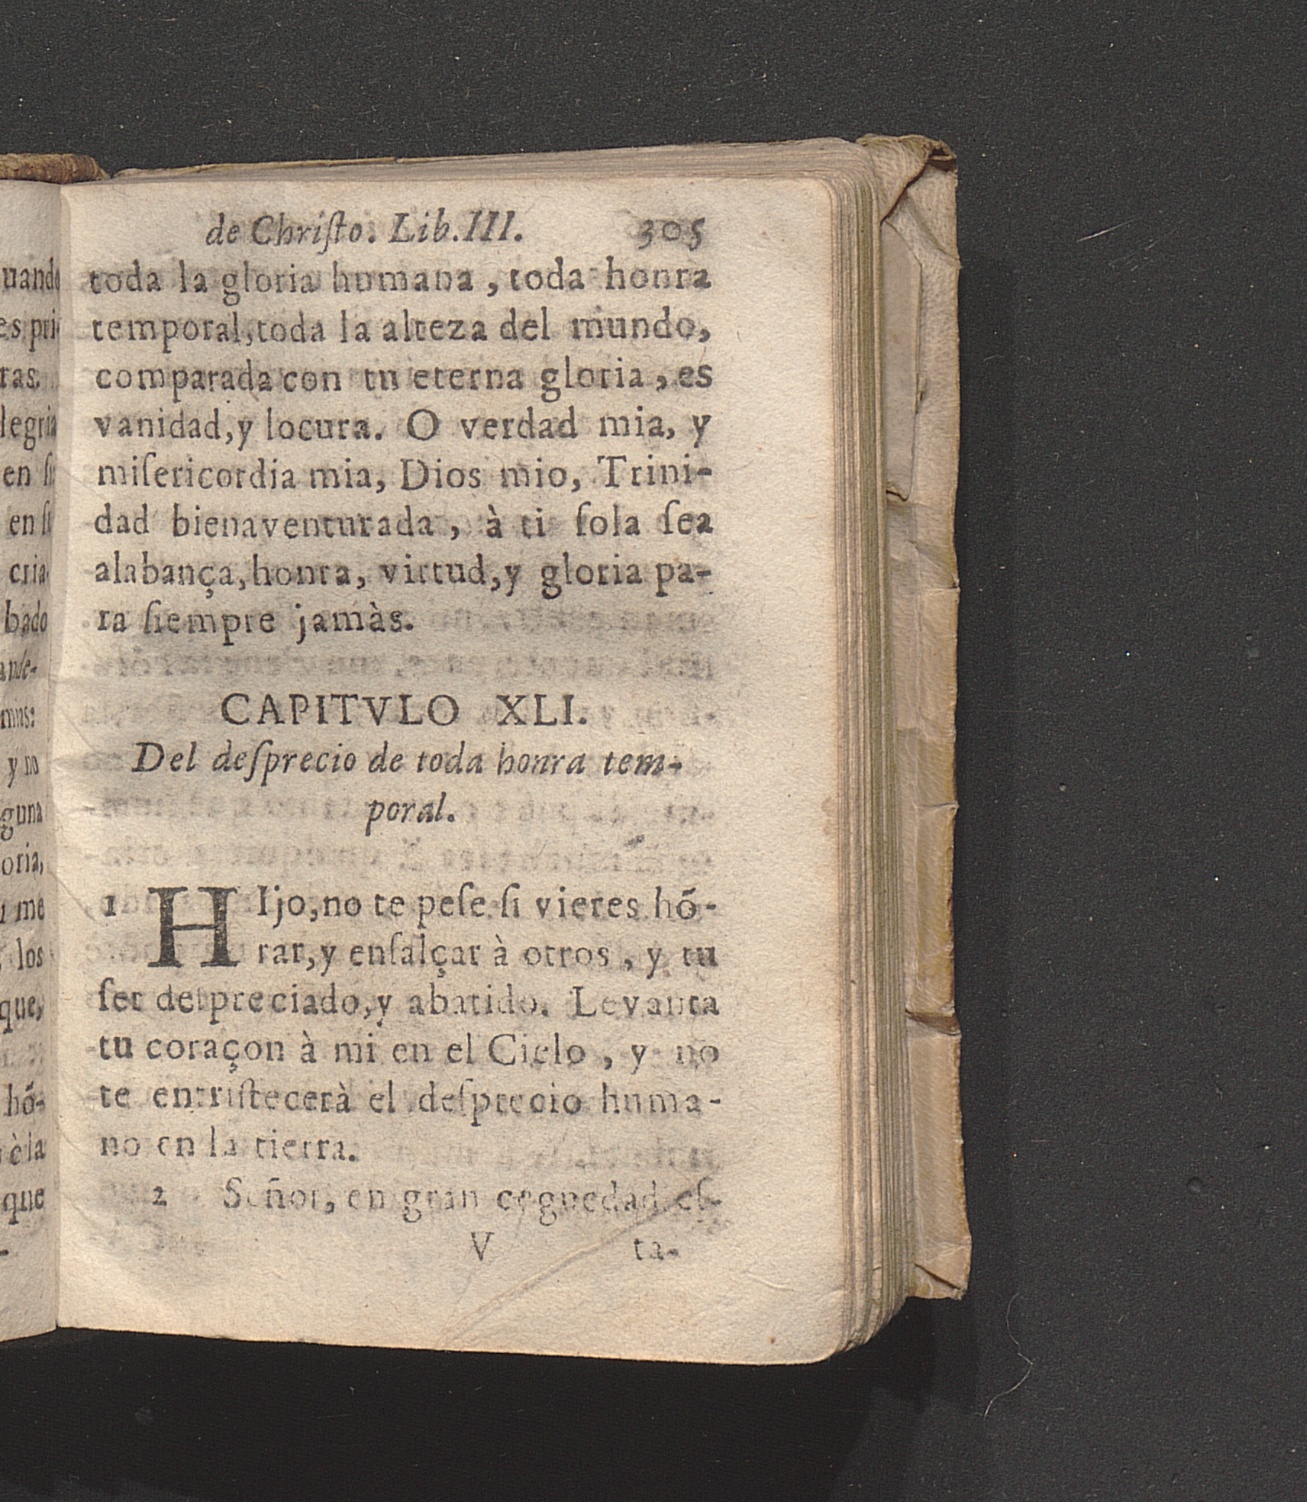 de Chriſto. Lib.III. 305
toda la gloria humana, toda honra
temporal, toda la alteza del mundo,
comparada con tu eterna gloria, es
vanidad, y locura. O verdad mia, y
miſericordia mia, Dios mio, Trini-
dad bienaventurada, à ti ſola ſea
alabança, honra, virtud, y gloria pa-
ra ſiempre jamàs.
CAPITVLO XLI.
Del deſprecio de toda honra tem-
poral.
1 HIjo, no te peſe ſi vieres hõ-
rar, y enſalçar à otros, y tu
ſer deſpreciado, y abatido. Levanta
tu coraçon à mi en el Cielo, y no
te entriſtecerà el deſprecio huma-
no en la tierra.
2 Señor, en gran ceguedad eſ-
V ta-